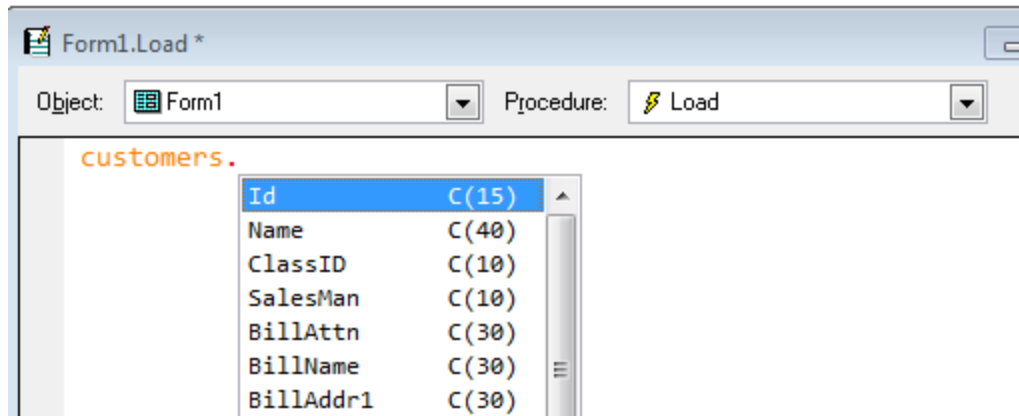 Form1.Load *
Object: Form1 Procedure: Load
customers.
Id C(15)
Name C(40)
ClassID C(10)
SalesMan C(10)
BillAttn C(30)
BillName C(30)
BillAddr1 C(30)